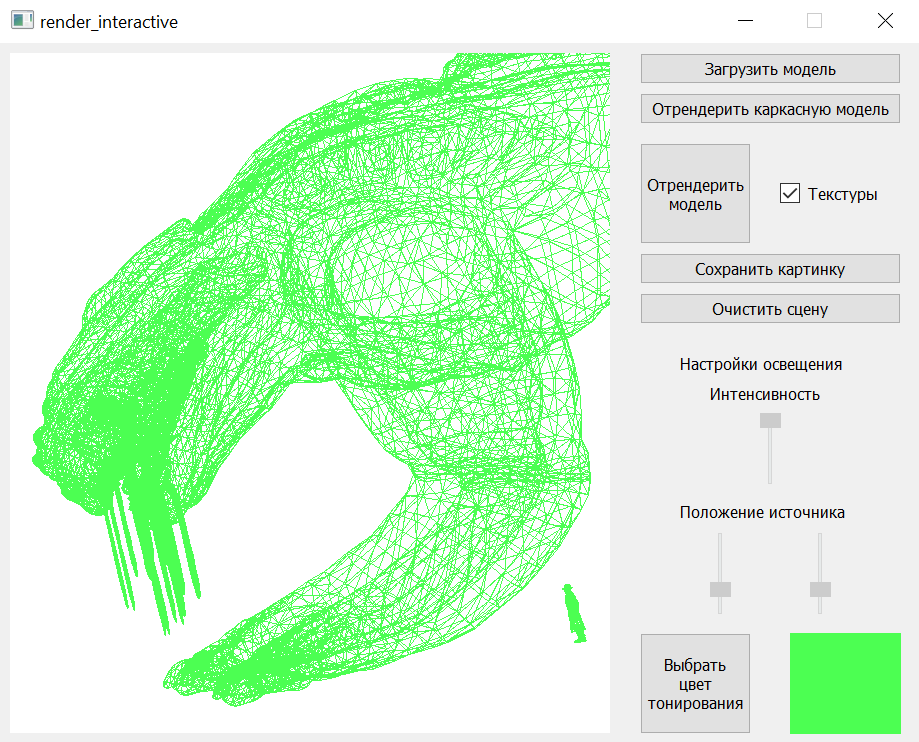 render_interactive
Загрузить модель
Отрендерить каркасную модель
Отрендерить
модель
Текстуры
Сохранить картинку
Очистить сцену
Настройки освещения
Интенсивность
Положение источника
Выбрать
цвет
тонирования